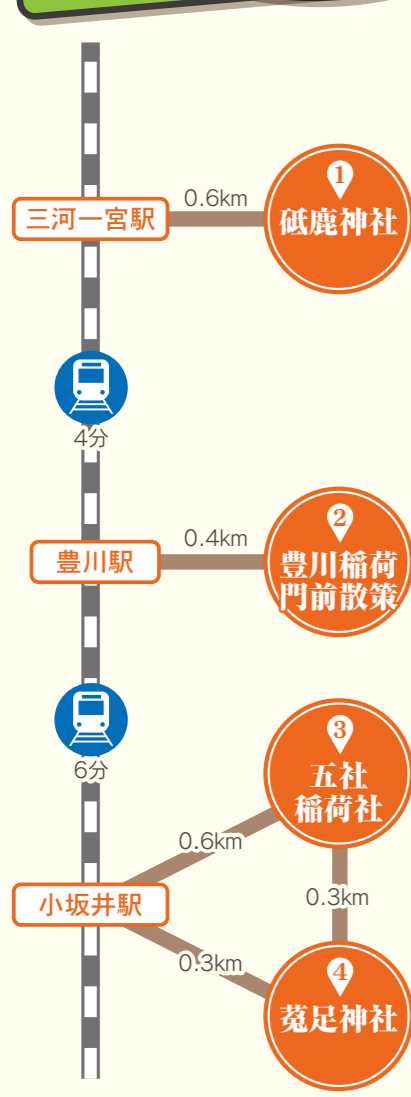 三河一宮駅
0.6km
1
砥鹿神社
4分
豊川駅
0.4km
2
豊川稲荷
門前散策
6分
3
五社
稲荷社
0.6km
小坂井駅
0.3km
0.3km
4
菟足神社